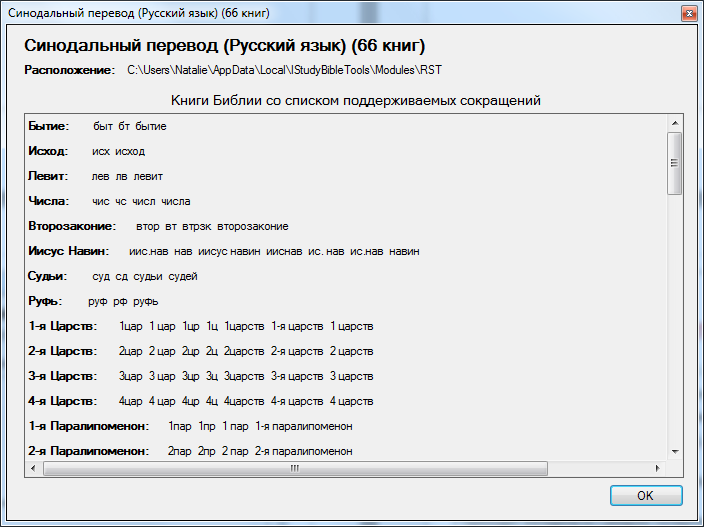 Синодальный перевод (Русский язык) (66 книг)
Синодальный перевод (Русский язык) (66 книг)
Расположение: C:\Users\Natalie\AppData\Local\IStudyBibleTools\Modules\RST
Книги Библии со списком поддерживаемых сокращений
Бытие: быт бт бытие
Исход: исх исход
Левит: лев лв левит
Числа: чис чс числ числа
Второзаконие: втор вт втрзк второзаконие
Иисус Навин: иис.нав нав иисус навин ииснав ис. нав ис.нав навин
Судьи: суд сд судьи судей
Руфь: руф рф руфь
1-я Царств: 1цар 1 цар 1цр 1ц 1царств 1-я царств 1 царств
2-я Царств: 2цар 2 цар 2цр 2ц 2царств 2-я царств 2 царств
3-я Царств: 3цар 3 цар 3цр 3ц 3царств 3-я царств 3 царств
4-я Царств: 4цар 4 цар 4цр 4ц 4царств 4-я царств 4 царств
1-я Паралипоменон: 1пар 1пр 1 пар 1-я паралипоменон
2-я Паралипоменон: 2пар 2пр 2 пар 2-я паралипоменон
OK